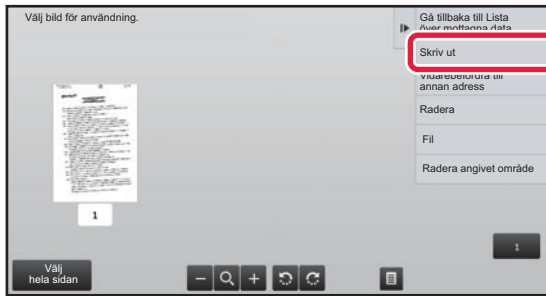 Välj bild för användning.
Gå tillbaka till Lista
över mottagna data
Skriv ut
Vidarebefordra till
annan adress
Radera
Fil
Radera angivet område
1
1
Välj
hela sidan